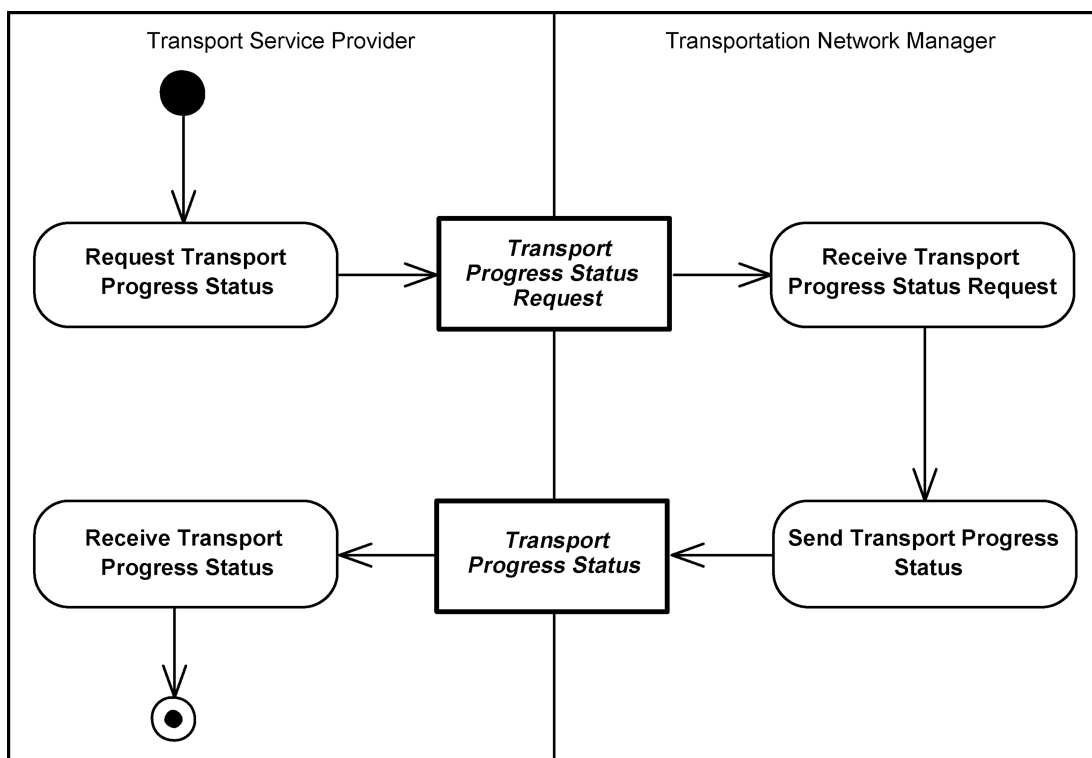 Transport Service Provider
Transportation Network Manager
Request Transport
Progress Status
Transport
Progress Status
Request
Receive Transport
Progress Status Request
Receive Transport
Progress Status
Transport
Progress Status
Send Transport Progress
Status